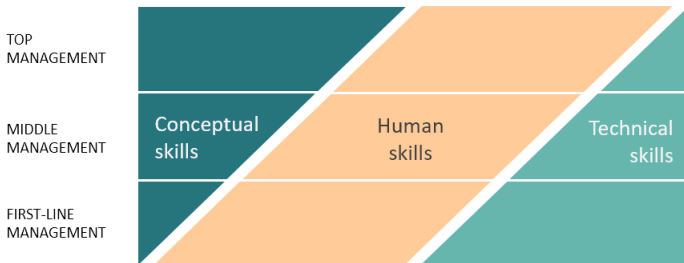 TOP
MANAGEMENT
MIDDLE
MANAGEMENT
Conceptual
skills
Human
skills
Technical
skills
FIRST-LINE
MANAGEMENT